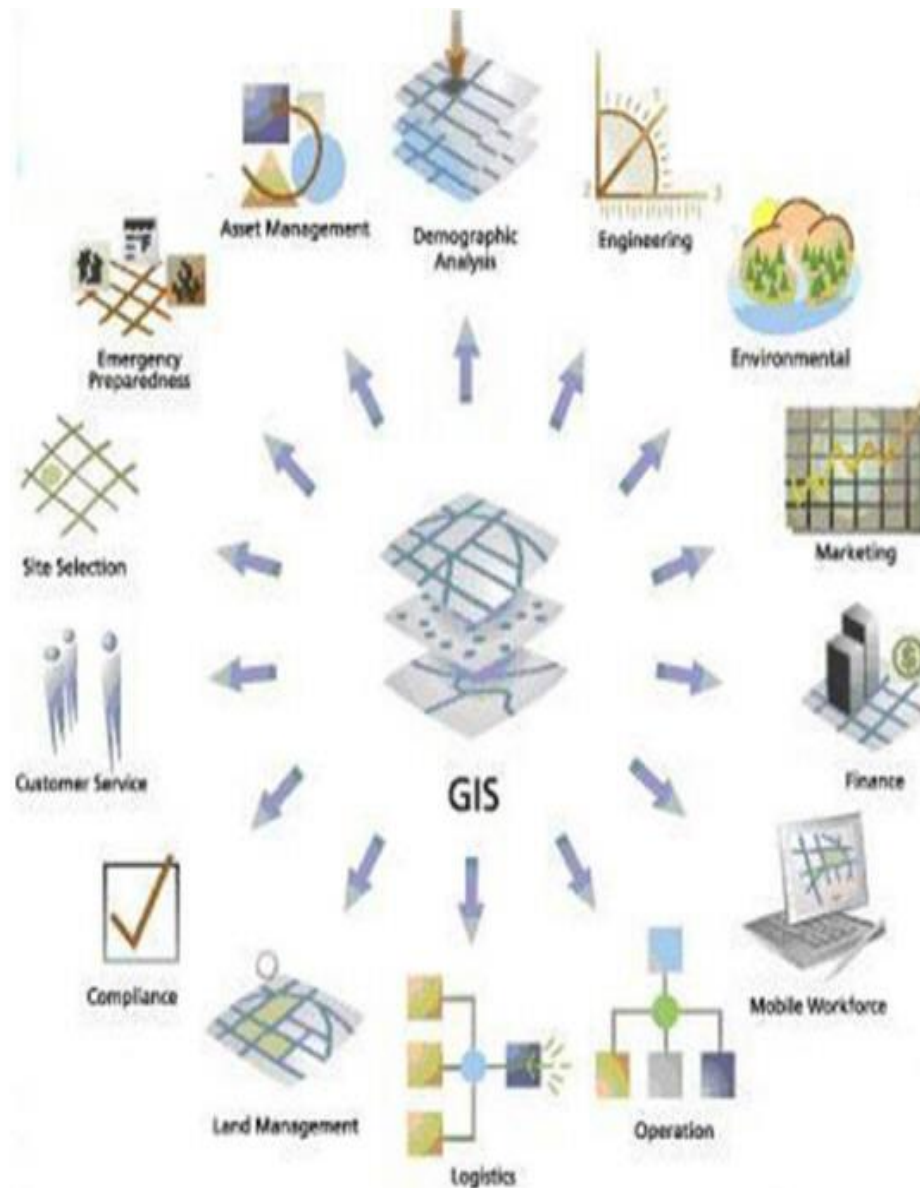 Asset Management
Demographic
Analysis
Engineering
Emergency
Preparedness
Environmental
Site Selection
Marketing
Customer Service
GIS
Finance
Compliance
Mobile Workforce
Land Management
Operation
Logistics